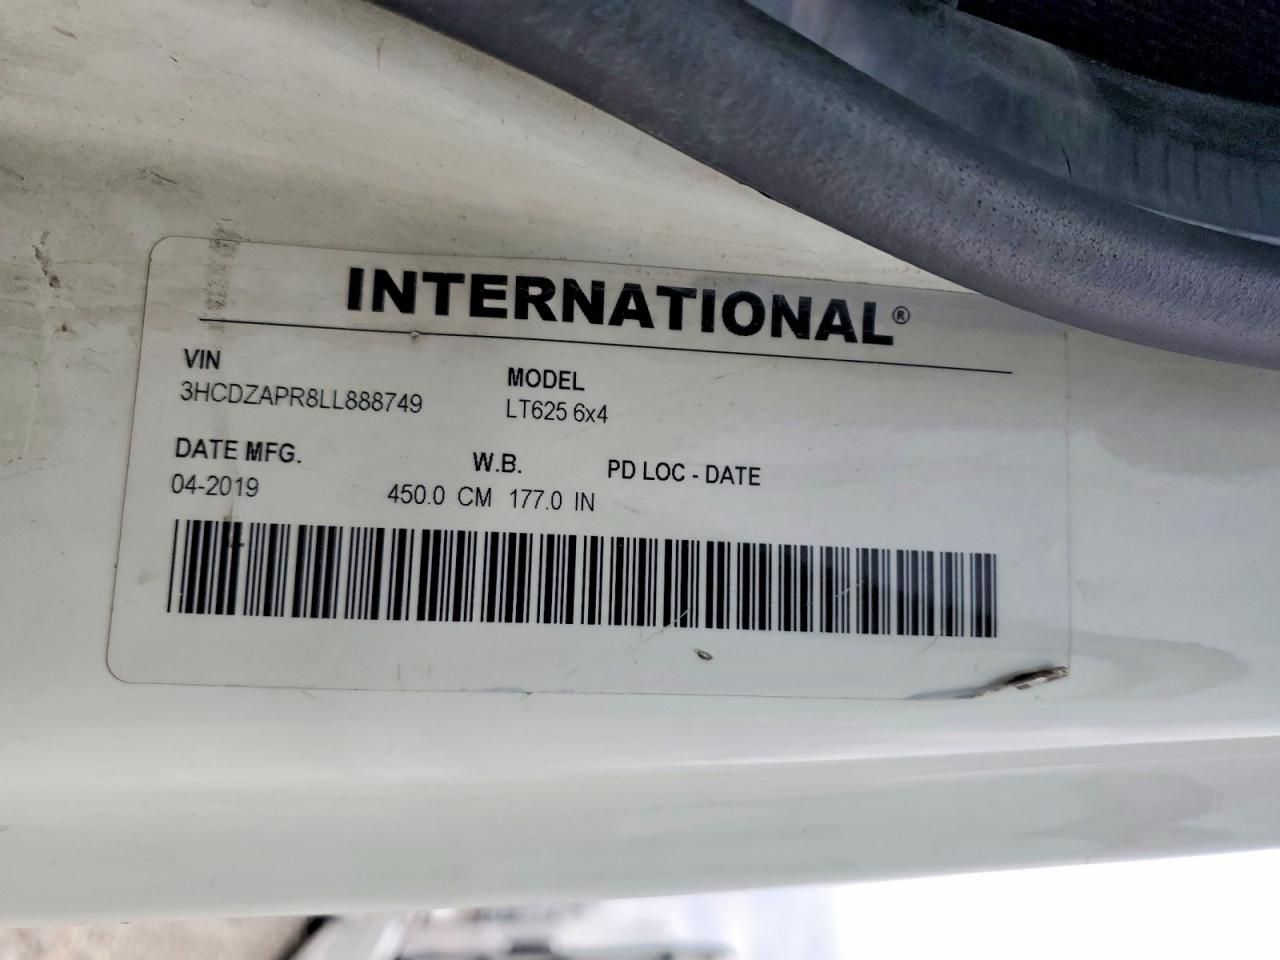 INTERNATIONAL®
VIN
3HCDZAPR8LL888749
MODEL
LT625 6x4
DATE MFG.
04-2019
W.B.
450.0 CM 177.0 IN
PD LOC - DATE